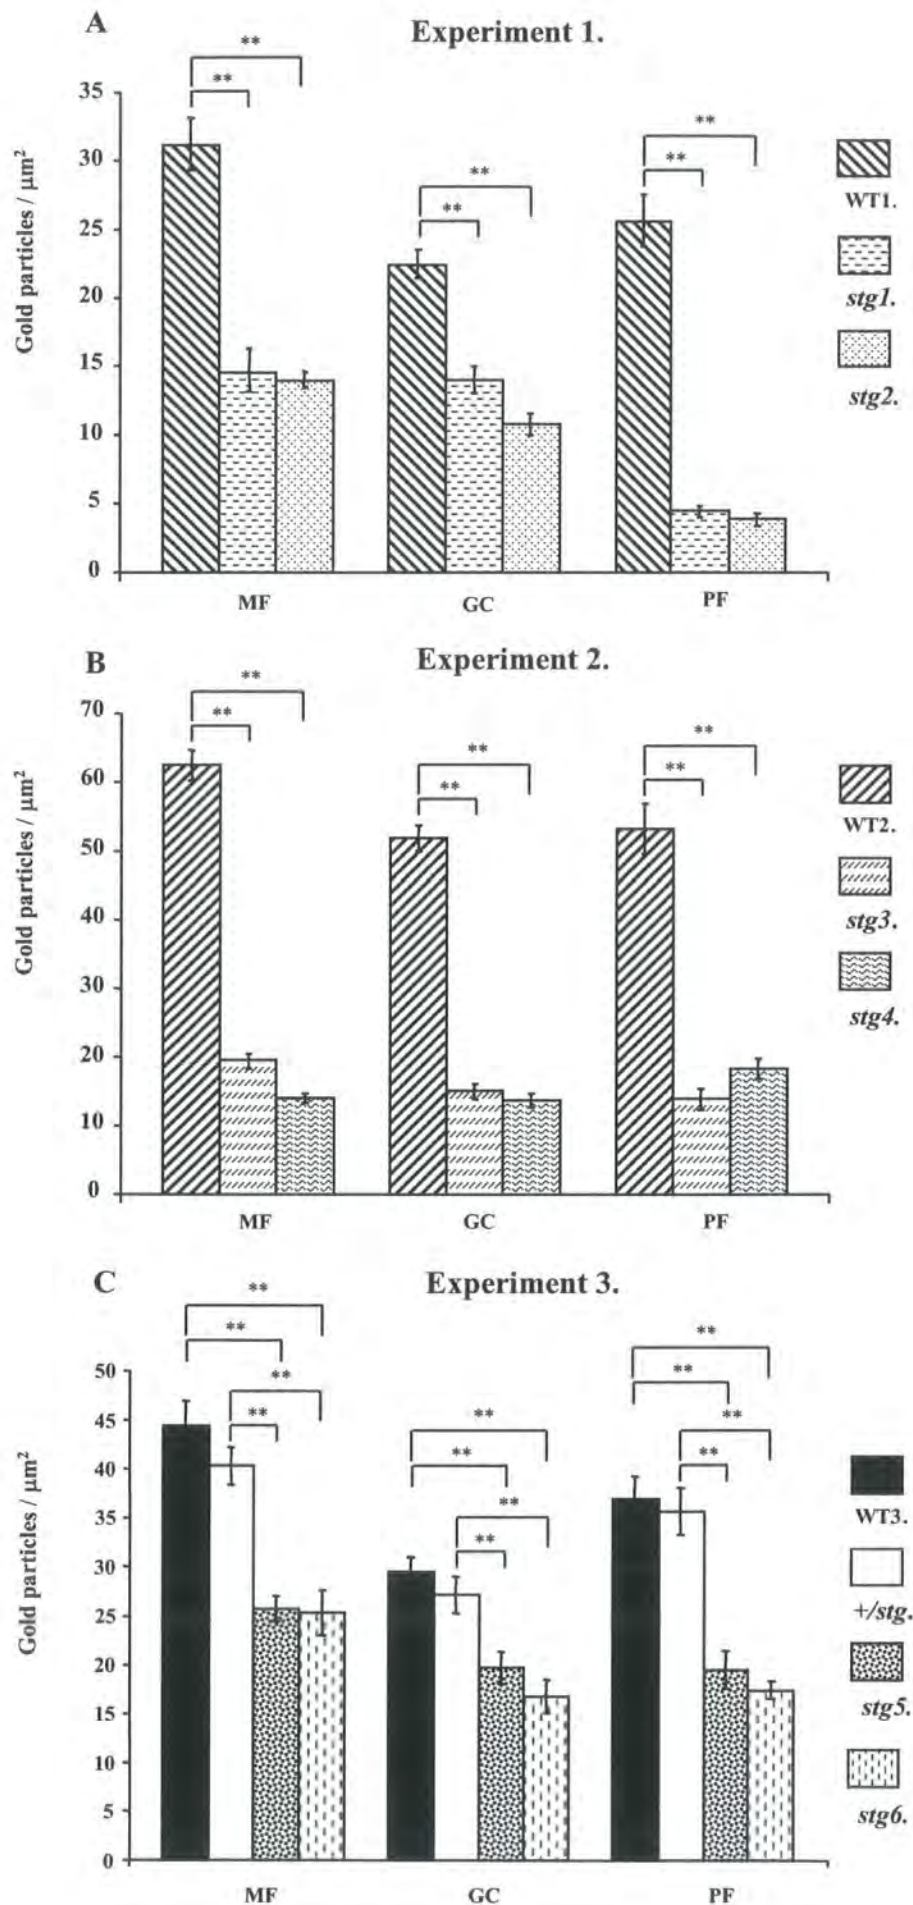 A
Experiment 1.
**
**
35
**
30
**
**
WT1.
**
25
20
stg1.
15
stg2.
10
5
0
Gold particles / μm²
MF
GC
PF
B
Experiment 2.
**
**
70
**
**
**
**
60
WT2.
50
40
stg3.
30
stg4.
20
10
0
Gold particles / μm²
MF
GC
PF
C
Experiment 3.
**
**
**
**
50
**
**
**
**
45
**
**
40
WT3.
**
**
35
30
+/stg.
25
20
stg5.
15
10
stg6.
5
0
Gold particles / μm²
MF
GC
PF